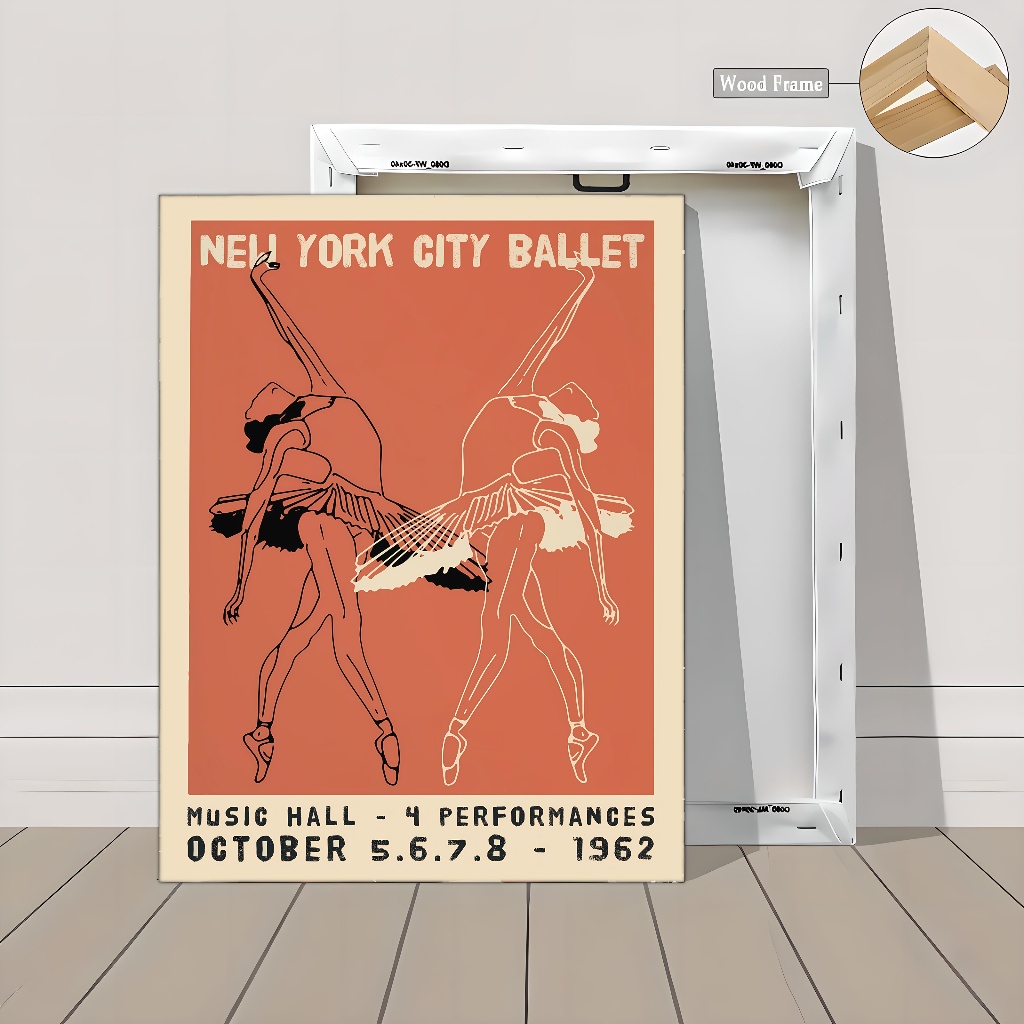 Wood Frame
NEW YORK CITY BALLET
MUSIC HALL - 4 PERFORMANCES
OCTOBER 5.6.7.8 - 1962